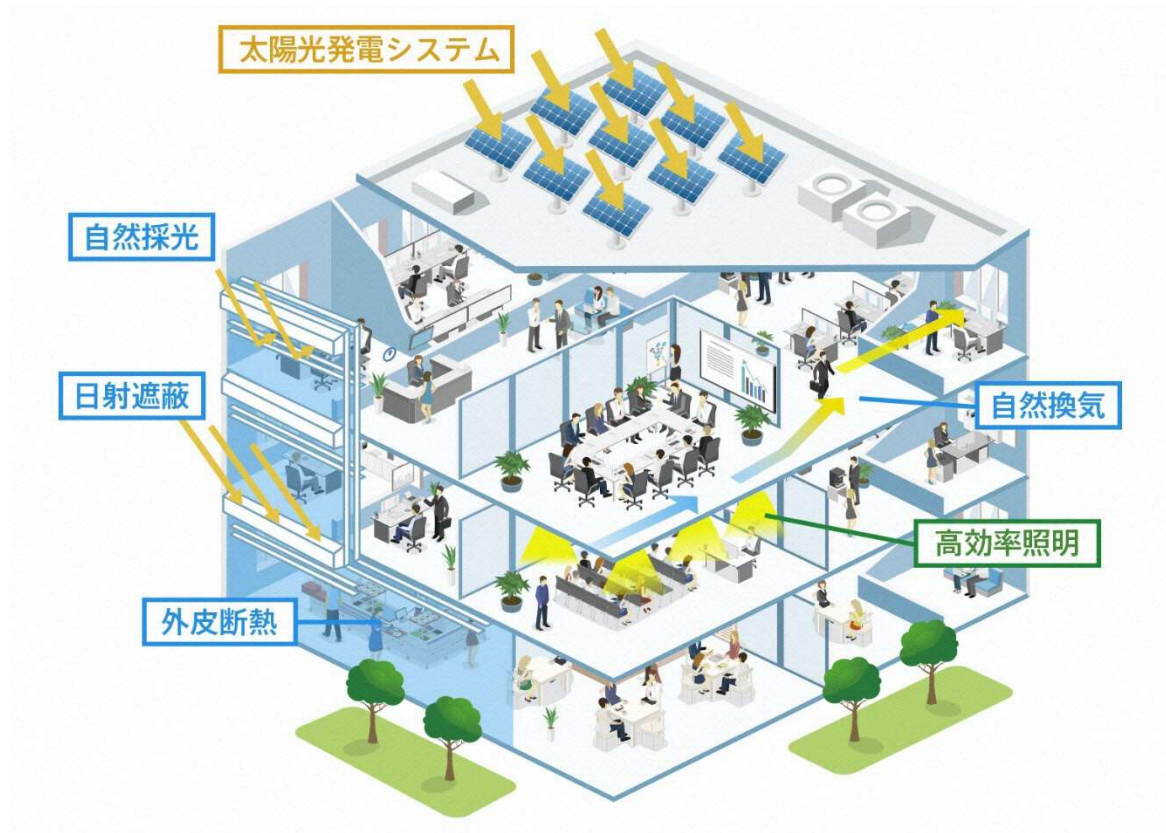 太陽光発電システム
自然採光
日射遮蔽
自然換気
高効率照明
外皮断熱